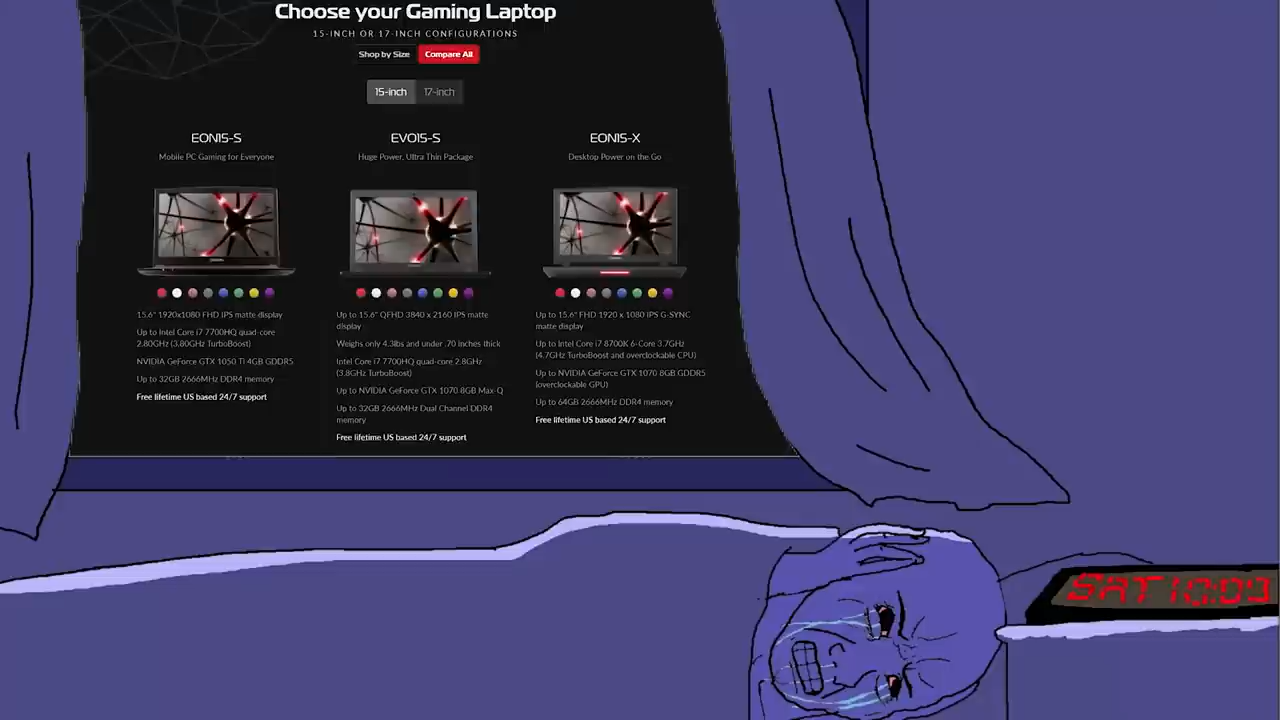 Choose your Gaming Laptop
15-INCH OR 17-INCH CONFIGURATIONS
Shop by Size Compare All
15-inch 17-inch
EON15-S
Mobile PC Gaming for Everyone
15.6" 1920x1080 FHD IPS matte display
Up to Intel Core i7 7700HQ quad-core
2.80GHz (3.80GHz TurboBoost)
NVIDIA GeForce GTX 1050 Ti 4GB GDDR5
Up to 32GB 2666MHz DDR4 memory
Free lifetime US based 24/7 support
EVO15-S
Huge Power, Ultra Thin Package
Up to 15.6" QFHD 3840 x 2160 IPS matte
display
Weighs only 4.3lbs and under .70 inches thick
Intel Core i7 7700HQ quad-core 2.8GHz
(3.8GHz TurboBoost)
Up to NVIDIA GeForce GTX 1070 8GB Max-Q
Up to 32GB 2666MHz Dual Channel DDR4
memory
Free lifetime US based 24/7 support
EON15-X
Desktop Power on the Go
Up to 15.6" FHD 1920 x 1080 IPS G-SYNC
matte display
Up to Intel Core i7 8700K 6-Core 3.7GHz
(4.7GHz TurboBoost and overclockable CPU)
Up to NVIDIA GeForce GTX 1070 8GB GDDR5
(overclockable GPU)
Up to 64GB 2666MHz DDR4 memory
Free lifetime US based 24/7 support
SAT 10:09